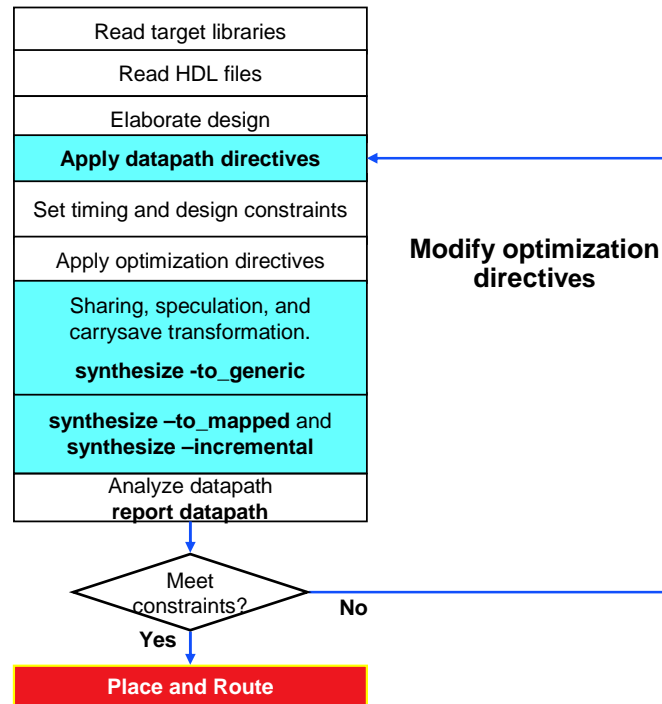 Read target libraries
Read HDL files
Elaborate design
Apply datapath directives
Set timing and design constraints
Modify optimization
directives
Apply optimization directives
Sharing, speculation, and
carrysave transformation.
synthesize -to_generic
synthesize –to_mapped and
synthesize –incremental
Analyze datapath
report datapath
Meet
constraints?
No
Yes
Place and Route